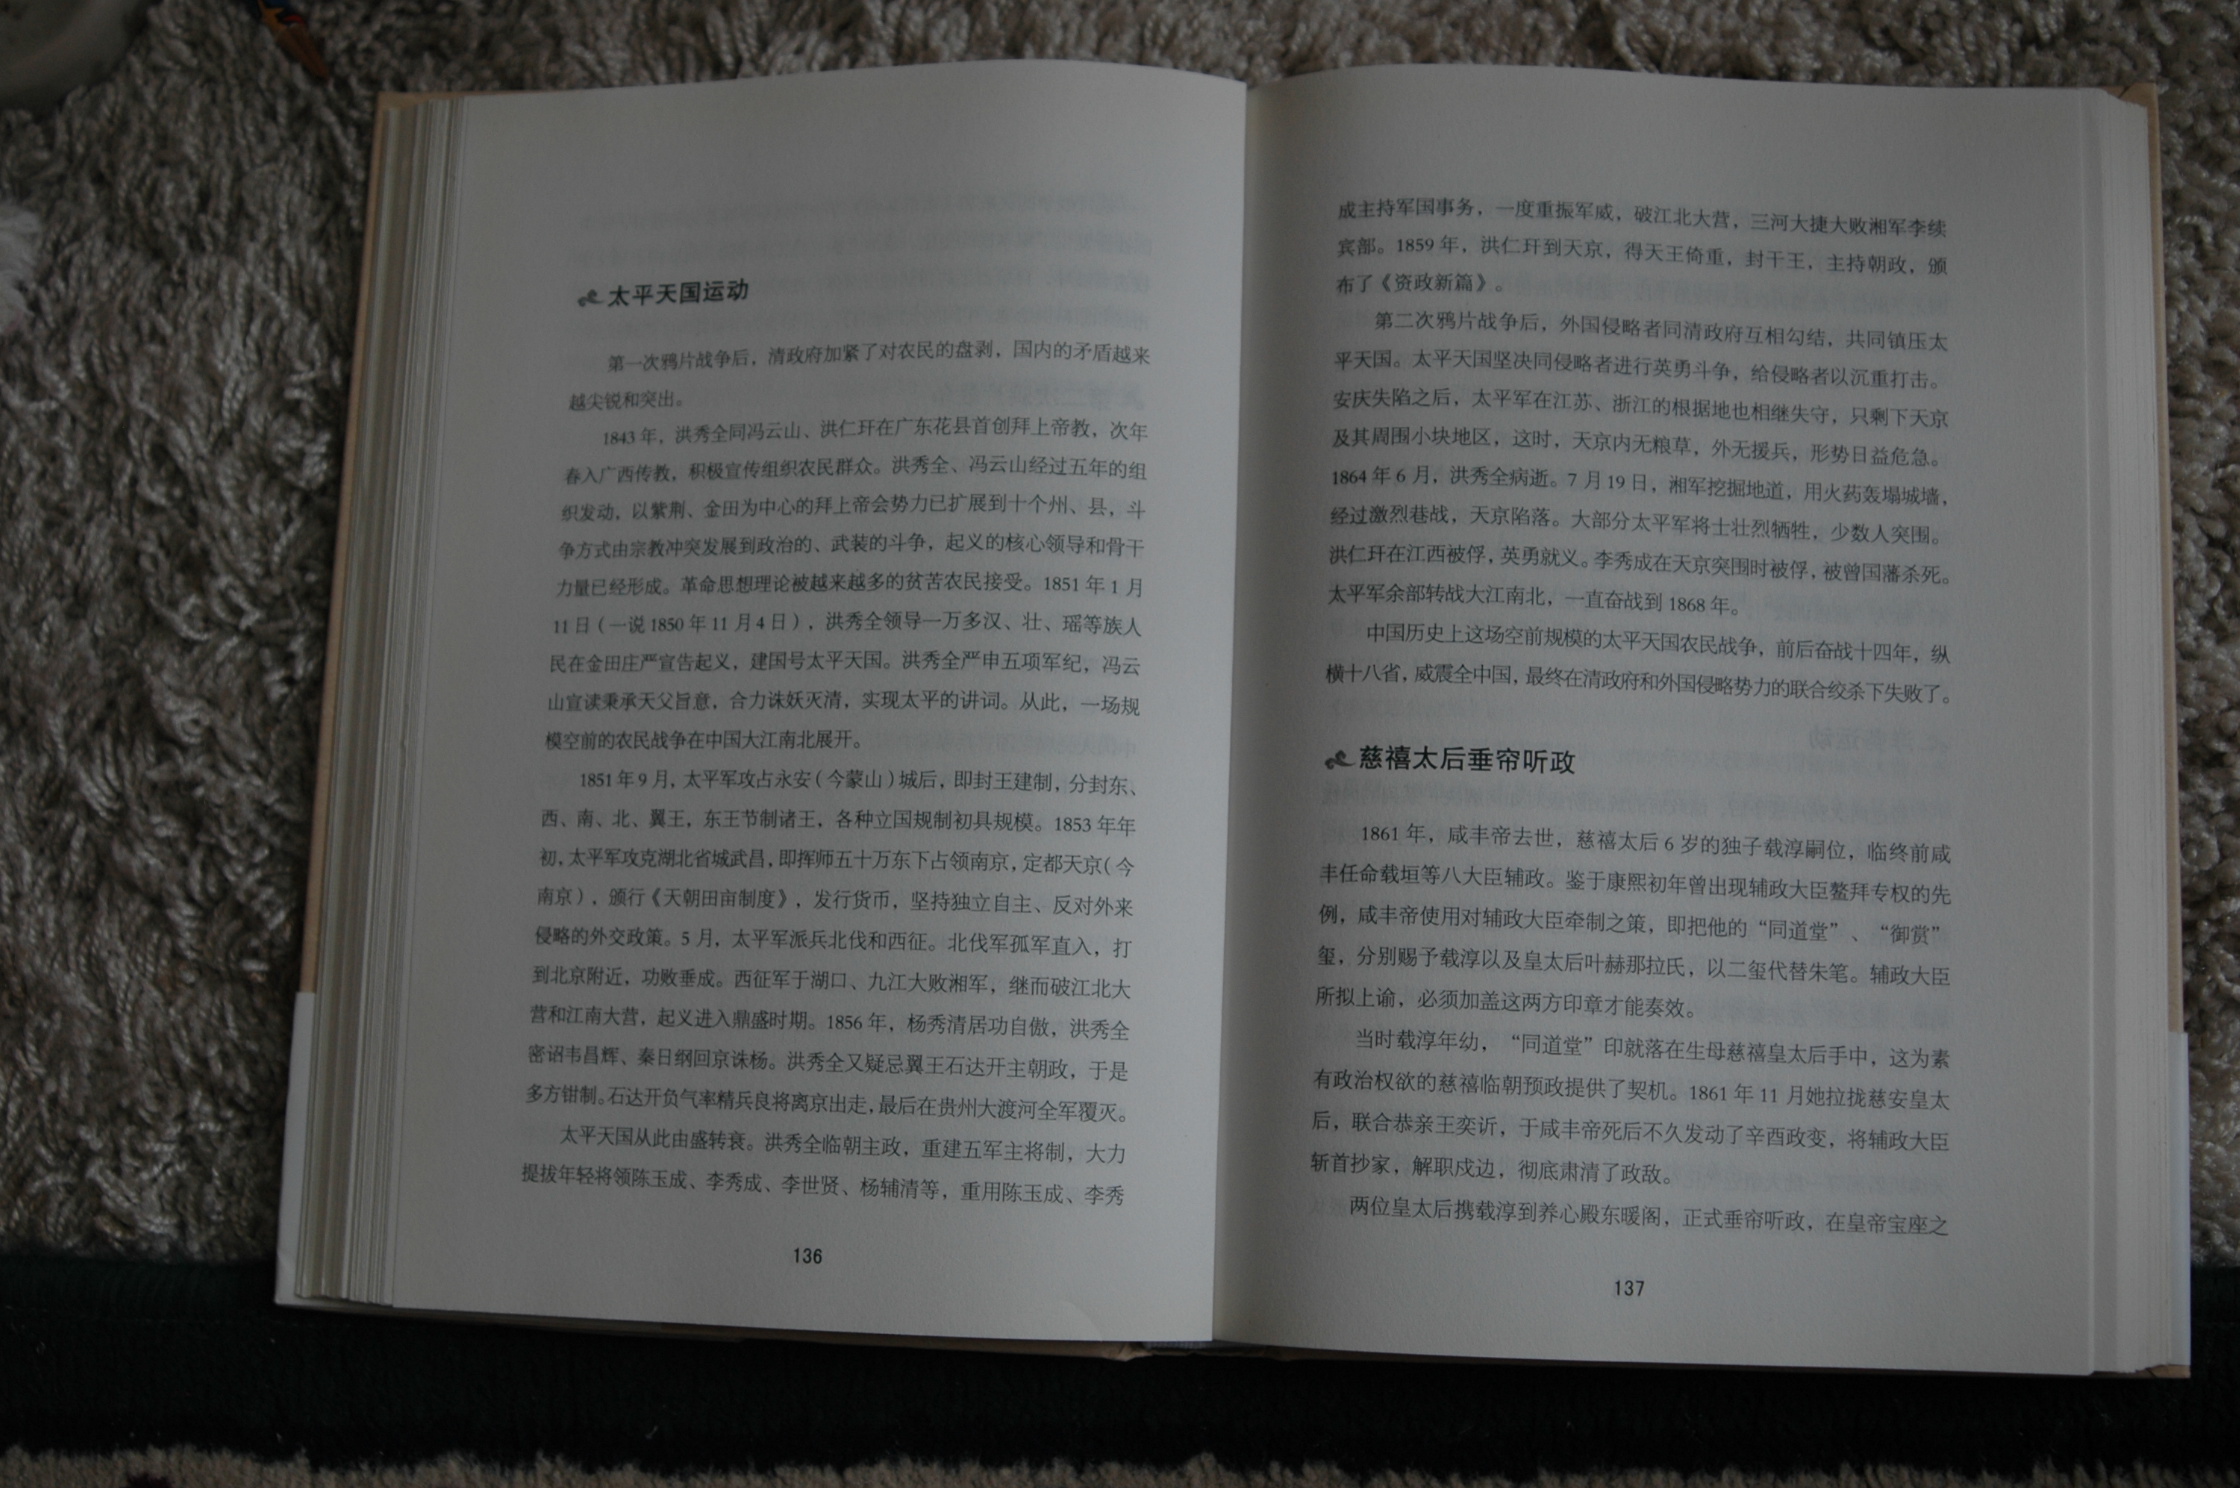 太平天国运动
第一次鸦片战争后，清政府加紧了对农民的盘剥，国内的矛盾越来
越尖锐和突出。
1843 年，洪秀全同冯云山、洪仁玕在广东花县首创拜上帝教，次年
春入广西传教，积极宣传组织农民群众。洪秀全、冯云山经过五年的组
织发动，以紫荆、金田为中心的拜上帝会势力已扩展到十个州、县，斗
争方式由宗教冲突发展到政治的、武装的斗争，起义的核心领导和骨干
力量已经形成。革命思想理论被越来越多的贫苦农民接受。1851 年 1 月
11 日（一说 1850 年 11 月 4 日），洪秀全领导一万多汉、壮、瑶等族人
民在金田庄严宣告起义，建国号太平天国。洪秀全严申五项军纪，冯云
山宣读秉承天父旨意，合力诛妖灭清，实现太平的讲词。从此，一场规
模空前的农民战争在中国大江南北展开。
1851 年 9 月，太平军攻占永安（今蒙山）城后，即封王建制，分封东、
西、南、北、翼王，东王节制诸王，各种立国规制初具规模。1853 年年
初，太平军攻克湖北省城武昌，即挥师五十万东下占领南京，定都天京（今
南京），颁行《天朝田亩制度》，发行货币，坚持独立自主、反对外来
侵略的外交政策。5 月，太平军派兵北伐和西征。北伐军孤军直入，打
到北京附近，功败垂成。西征军于湖口、九江大败湘军，继而破江北大
营和江南大营，起义进入鼎盛时期。1856 年，杨秀清居功自傲，洪秀全
密诏韦昌辉、秦日纲回京诛杨。洪秀全又疑忌翼王石达开主朝政，于是
多方钳制。石达开负气率精兵良将离京出走，最后在贵州大渡河全军覆灭。
太平天国从此由盛转衰。洪秀全临朝主政，重建五军主将制，大力
提拔年轻将领陈玉成、李秀成、李世贤、杨辅清等，重用陈玉成、李秀
136
成主持军国事务，一度重振军威，破江北大营，三河大捷大败湘军李续
宾部。1859 年，洪仁玕到天京，得天王倚重，封干王，主持朝政，颁
布了《资政新篇》。
第二次鸦片战争后，外国侵略者同清政府互相勾结，共同镇压太
平天国。太平天国坚决同侵略者进行英勇斗争，给侵略者以沉重打击。
安庆失陷之后，太平军在江苏、浙江的根据地也相继失守，只剩下天京
及其周围小块地区，这时，天京内无粮草，外无援兵，形势日益危急。
1864 年 6 月，洪秀全病逝。7 月19 日，湘军挖掘地道，用火药轰塌城墙，
经过激烈巷战，天京陷落。大部分太平军将士壮烈牺牲，少数人突围。
洪仁玕在江西被俘，英勇就义。李秀成在天京突围时被俘，被曾国藩杀死。
太平军余部转战大江南北，一直奋战到 1868 年。
中国历史上这场空前规模的太平天国农民战争，前后奋战十四年，纵
横十八省，威震全中国，最终在清政府和外国侵略势力的联合绞杀下失败了。
慈禧太后垂帘听政
1861 年，咸丰帝去世，慈禧太后 6 岁的独子载淳嗣位，临终前咸
丰任命载垣等八大臣辅政。鉴于康熙初年曾出现辅政大臣鳌拜专权的先
例，咸丰帝使用对辅政大臣牵制之策，即把他的“同道堂”、“御赏”
玺，分别赐予载淳以及皇太后叶赫那拉氏，以二玺代替朱笔。辅政大臣
所拟上谕，必须加盖这两方印章才能奏效。
当时载淳年幼，“同道堂”印就落在生母慈禧皇太后手中，这为素
有政治权欲的慈禧临朝预政提供了契机。1861 年 11 月她拉拢慈安皇太
后，联合恭亲王奕䜣，于咸丰帝死后不久发动了辛酉政变，将辅政大臣
斩首抄家，解职戍边，彻底肃清了政敌。
两位皇太后携载淳到养心殿东暖阁，正式垂帘听政，在皇帝宝座之
137